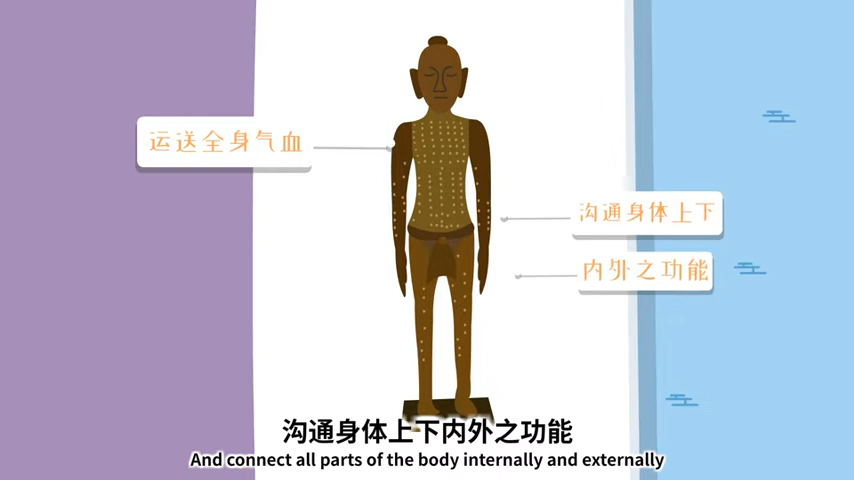 运送全身气血
沟通身体上下
内外之功能
沟通身体上下内外之功能
And connect all parts of the body internally and externally